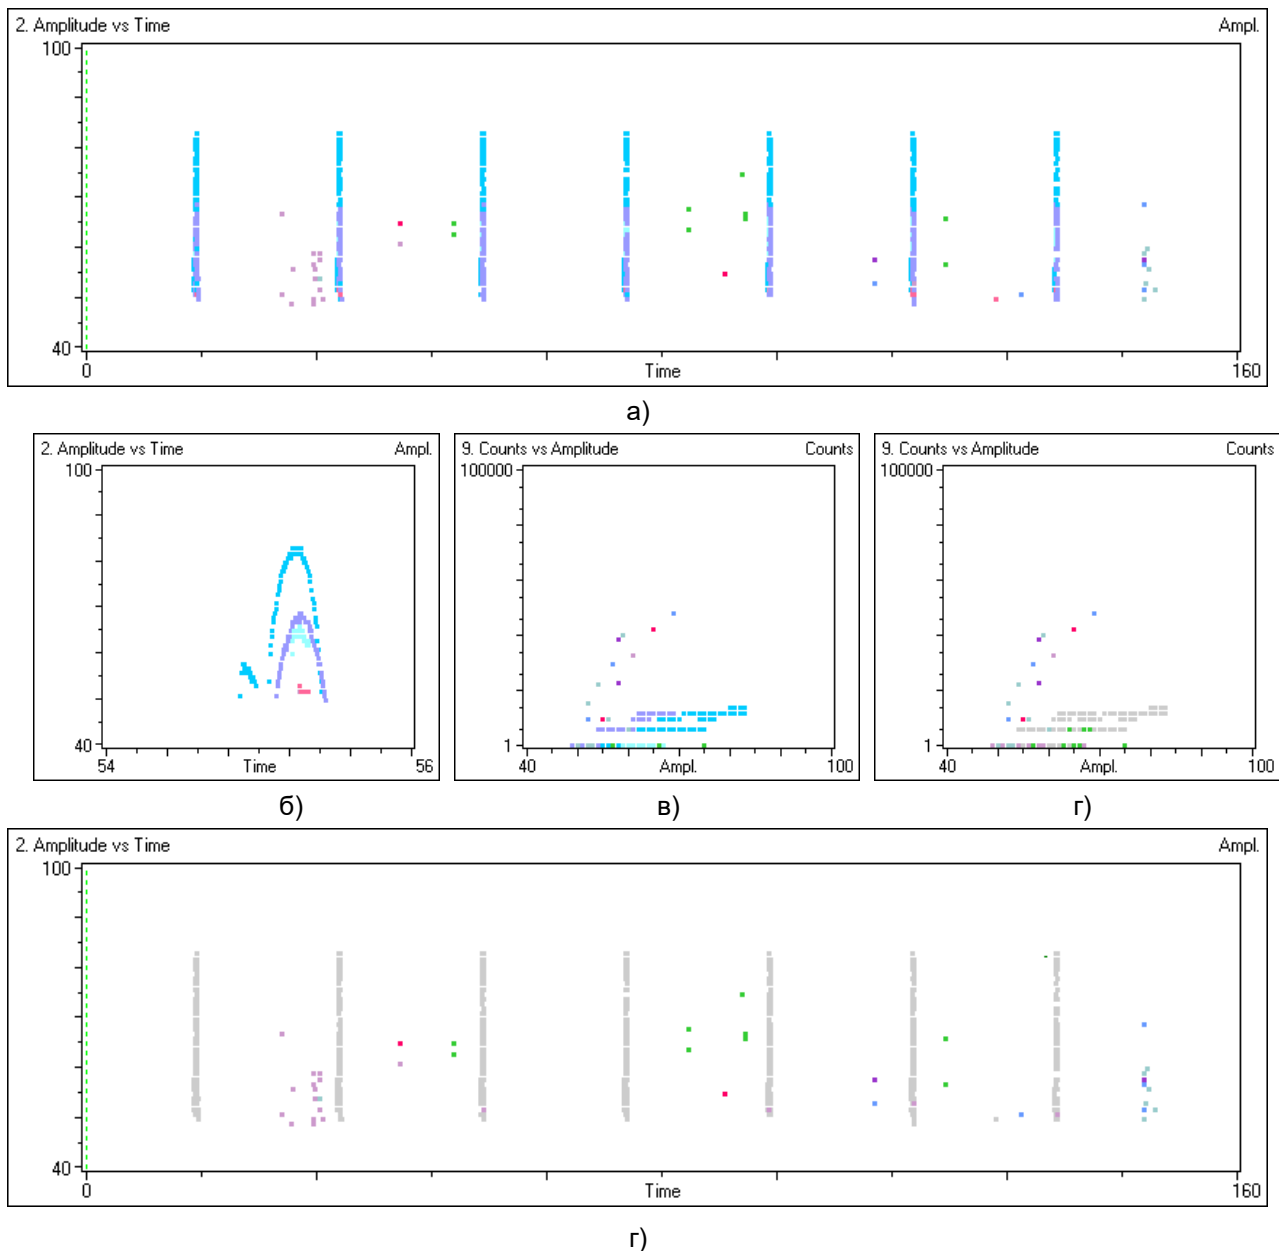 2. Amplitude vs Time Ampl.
100
40
0 Time 160
а)
2. Amplitude vs Time Ampl.
100
40
54 Time 56
9. Counts vs Amplitude Counts
100000
1
40 Ampl. 100
9. Counts vs Amplitude Counts
100000
1
40 Ampl. 100
б) в) г)
2. Amplitude vs Time Ampl.
100
40
0 Time 160
г)